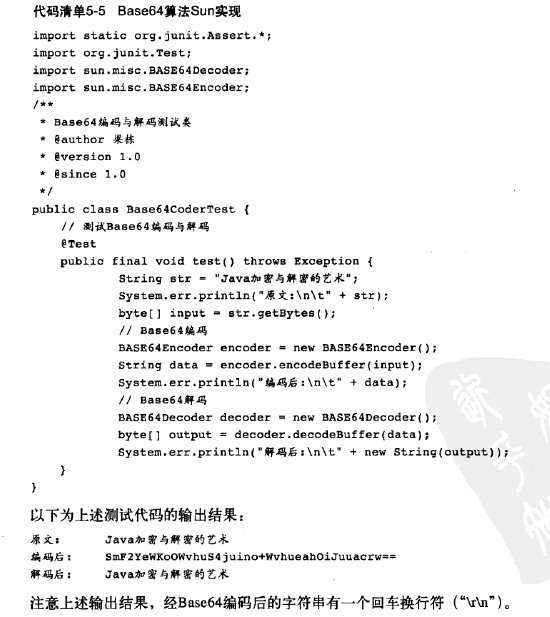 代码清单5-5 Base64算法Sun实现
import static org.junit.Assert.*;
import org.junit.Test;
import sun.misc.BASE64Decoder;
import sun.misc.BASE64Encoder;
/**
* Base64编码与解码测试类
* @author 梁栋
* @version 1.0
* @since 1.0
*/
public class Base64CoderTest {
// 测试Base64编码与解码
@Test
public final void test() throws Exception {
String str = "Java加密与解密的艺术";
System.err.println("原文:\n\t" + str);
byte[] input = str.getBytes();
// Base64编码
BASE64Encoder encoder = new BASE64Encoder();
String data = encoder.encodeBuffer(input);
System.err.println("编码后:\n\t" + data);
// Base64解码
BASE64Decoder decoder = new BASE64Decoder();
byte[] output = decoder.decodeBuffer(data);
System.err.println("解码后:\n\t" + new String(output));
}
}
以下为上述测试代码的输出结果：
原文： Java加密与解密的艺术
编码后： SmF2YeWKoOWvhuS4juino+WvhueahOiJuuacrw==
解码后： Java加密与解密的艺术
注意上述输出结果，经Base64编码后的字符串有一个回车换行符（“\r\n”）。